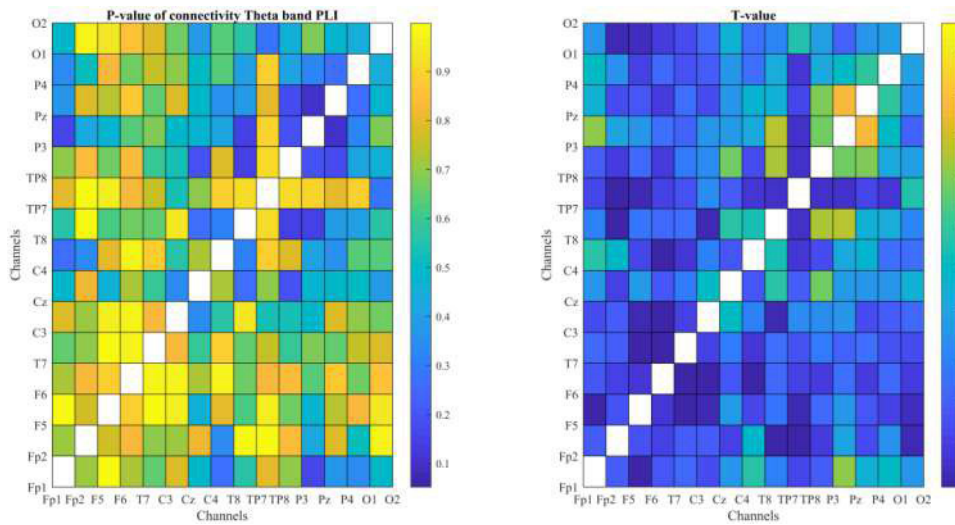 P-value of connectivity Theta band PLI
O2
O1
P4
Pz
P3
TP8
TP7
T8
C4
Cz
C3
T7
F6
F5
Fp2
Fp1
Channels
0.9
0.8
0.7
0.6
0.5
0.4
0.3
0.2
0.1
Fp1 Fp2 F5 F6 T7 C3 Cz C4 T8 TP7 TP8 P3 Pz P4 O1 O2
Channels
T-value
O2
O1
P4
Pz
P3
TP8
TP7
T8
C4
Cz
C3
T7
F6
F5
Fp2
Fp1
Channels
Fp1 Fp2 F5 F6 T7 C3 Cz C4 T8 TP7 TP8 P3 Pz P4 O1 O2
Channels